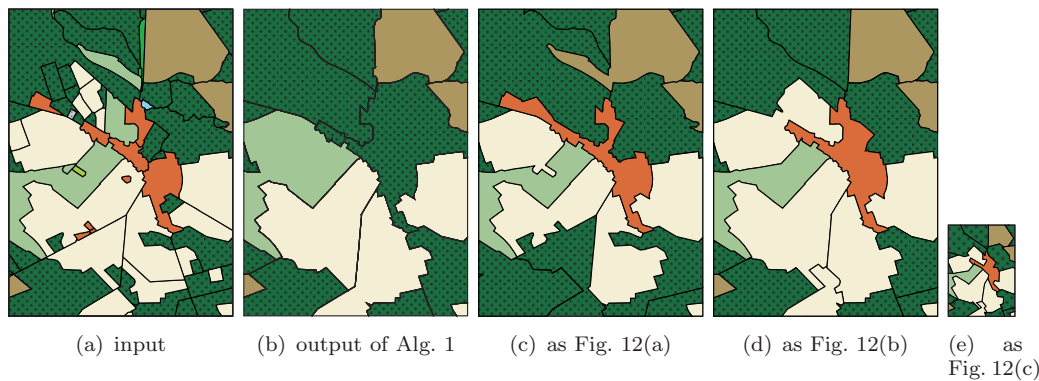 (a) input
(b) output of Alg. 1
(c) as Fig. 12(a)
(d) as Fig. 12(b)
(e) as
Fig. 12(c)